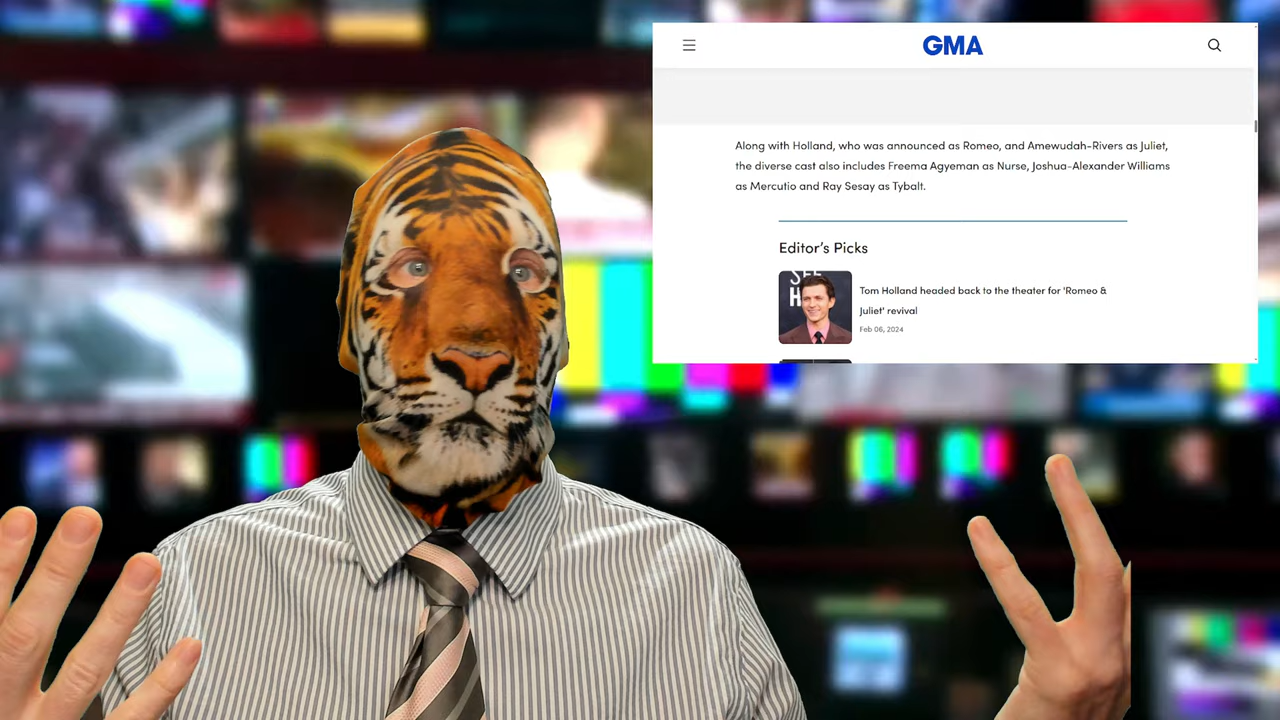 GMA
Along with Holland, who was announced as Romeo, and Amewudah-Rivers as Juliet,
the diverse cast also includes Freema Agyeman as Nurse, Joshua-Alexander Williams
as Mercutio and Ray Sesay as Tybalt.
Editor's Picks
SEE
H
Tom Holland headed back to the theater for 'Romeo &
Juliet' revival
Feb 06, 2024